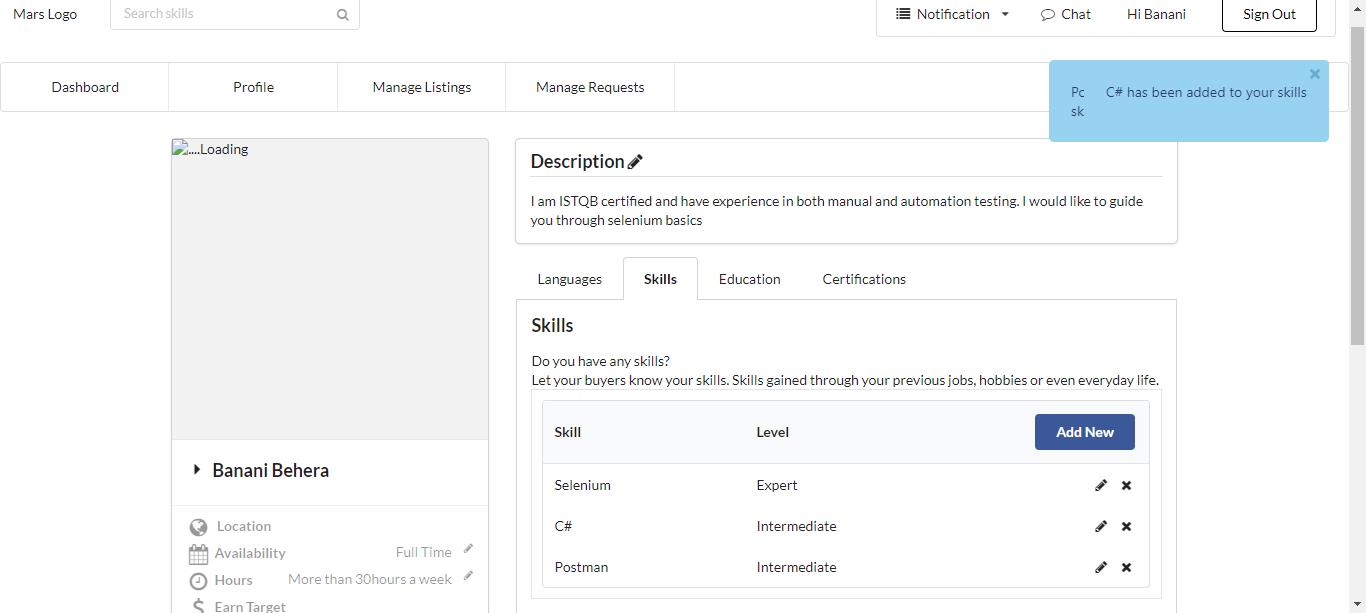 Mars Logo
Search skills
Notification
Chat
Hi Banani
Sign Out
Dashboard
Profile
Manage Listings
Manage Requests
C# has been added to your skills
Pc
sk
....Loading
Description
I am ISTQB certified and have experience in both manual and automation testing. I would like to guide
you through selenium basics
Languages
Skills
Education
Certifications
Skills
Do you have any skills?
Let your buyers know your skills. Skills gained through your previous jobs, hobbies or even everyday life.
Skill Level Add New
Selenium Expert
C# Intermediate
Postman Intermediate
Banani Behera
Location
Availability Full Time
Hours More than 30hours a week
Earn Target